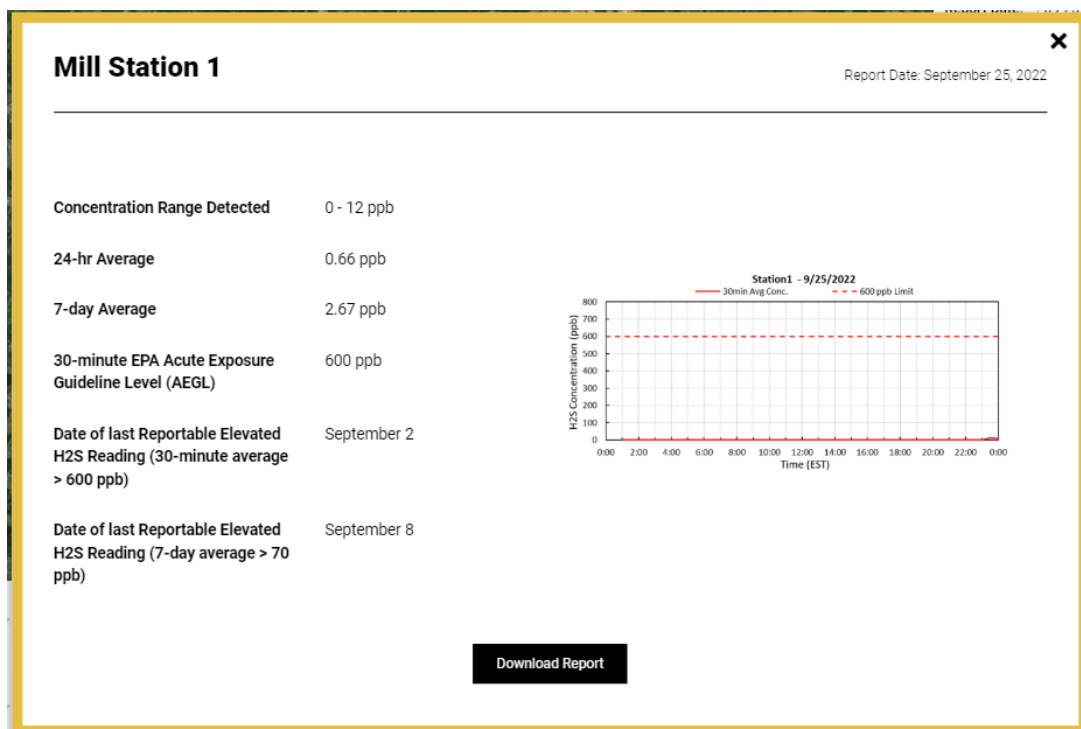 Mill Station 1
Report Date: September 25, 2022
Concentration Range Detected 0 - 12 ppb
24-hr Average 0.66 ppb
7-day Average 2.67 ppb
30-minute EPA Acute Exposure 600 ppb
Guideline Level (AEGL)
Date of last Reportable Elevated September 2
H2S Reading (30-minute average
> 600 ppb)
Date of last Reportable Elevated September 8
H2S Reading (7-day average > 70
ppb)
Station1 - 9/25/2022
30min Avg Conc. 600 ppb Limit
H2S Concentration (ppb)
800
700
600
500
400
300
200
100
0
0:00 2:00 4:00 6:00 8:00 10:00 12:00 14:00 16:00 18:00 20:00 22:00 0:00
Time (EST)
Download Report